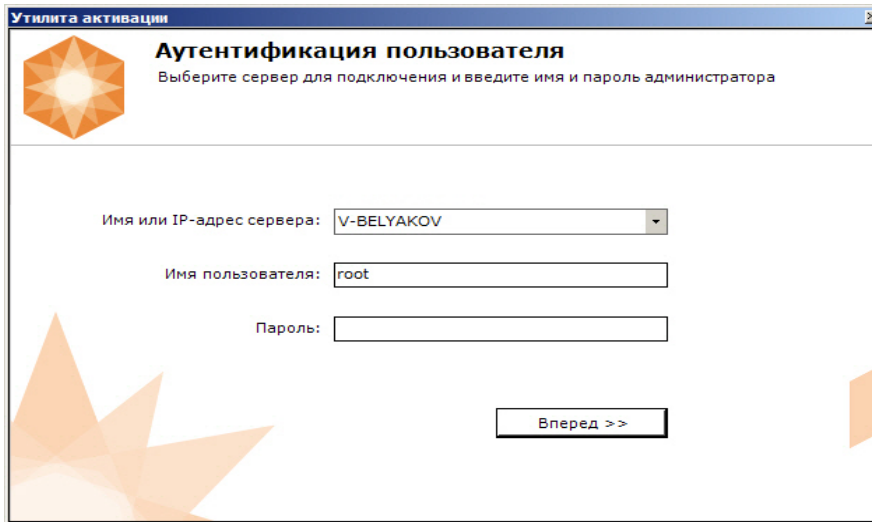 Утилита активации
Аутентификация пользователя
Выберите сервер для подключения и введите имя и пароль администратора
Имя или IP-адрес сервера: V-BELYAKOV
Имя пользователя: root
Пароль:
Вперед >>